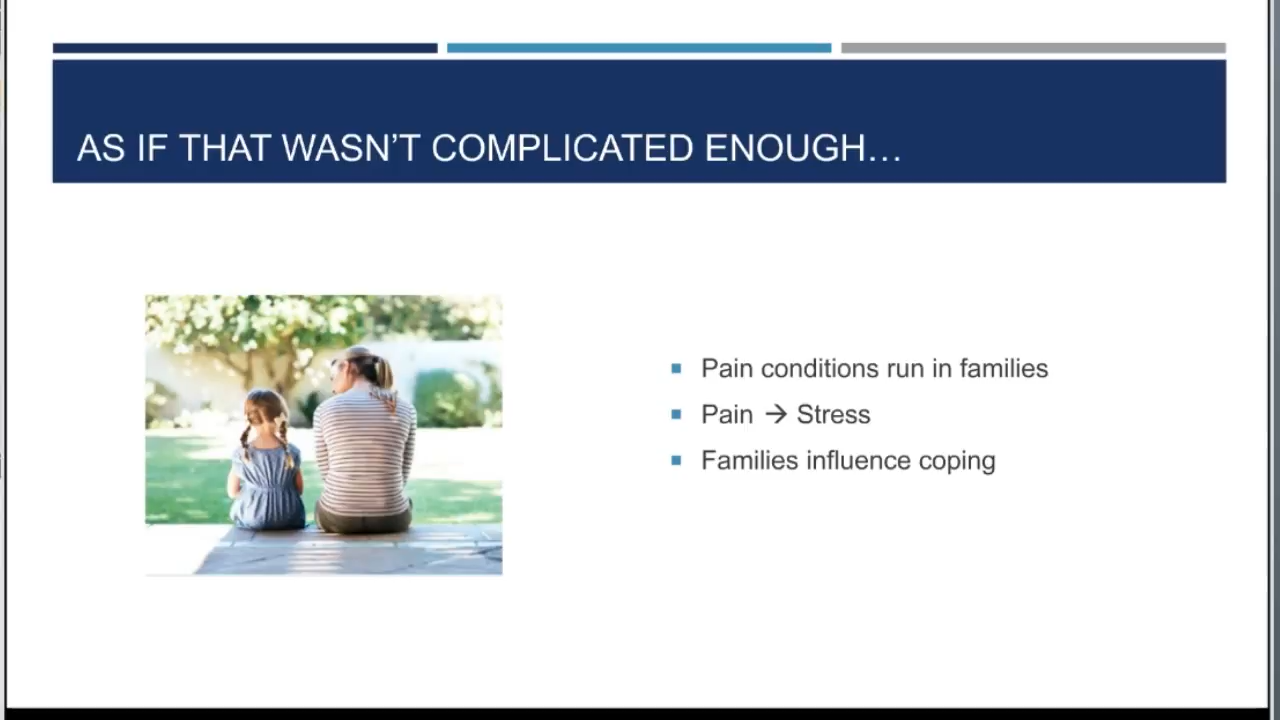 AS IF THAT WASN’T COMPLICATED ENOUGH…
Pain conditions run in families
Pain → Stress
Families influence coping